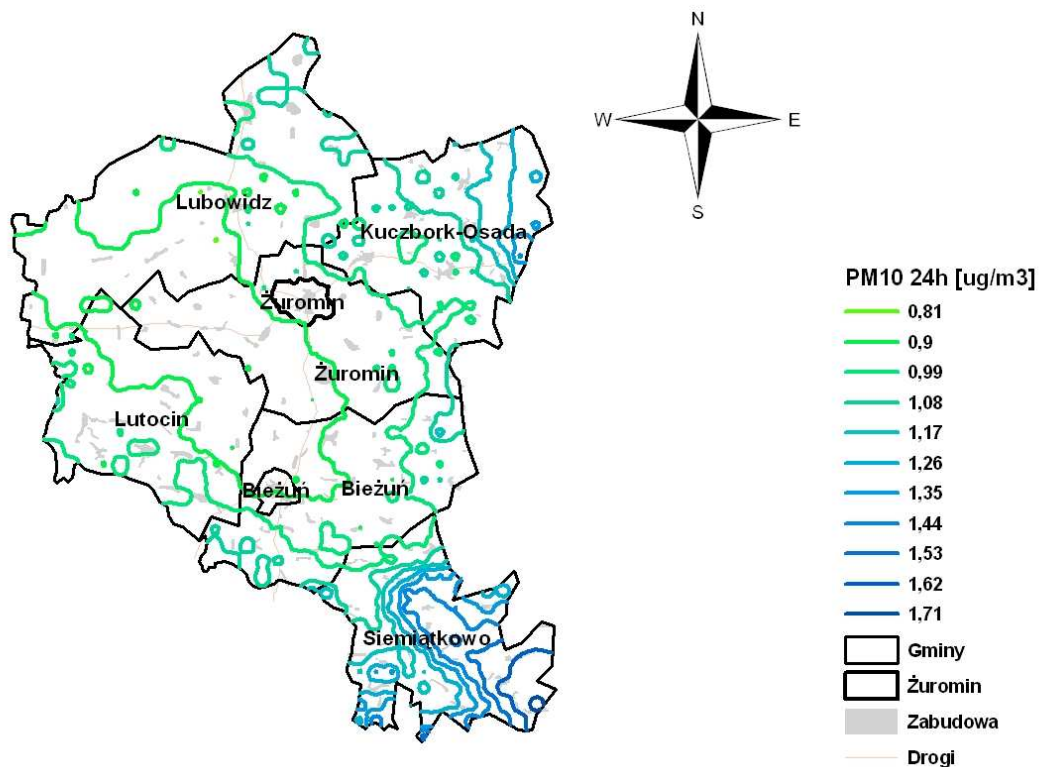 N
W
E
S
Lubowidz
Kuczbork-Osada
Żuromin
Żuromin
Lutocin
Bieżuń
Bieżuń
Siemiątkowo
PM10 24h [ug/m3]
0,81
0,9
0,99
1,08
1,17
1,26
1,35
1,44
1,53
1,62
1,71
Gminy
Żuromin
Zabudowa
Drogi